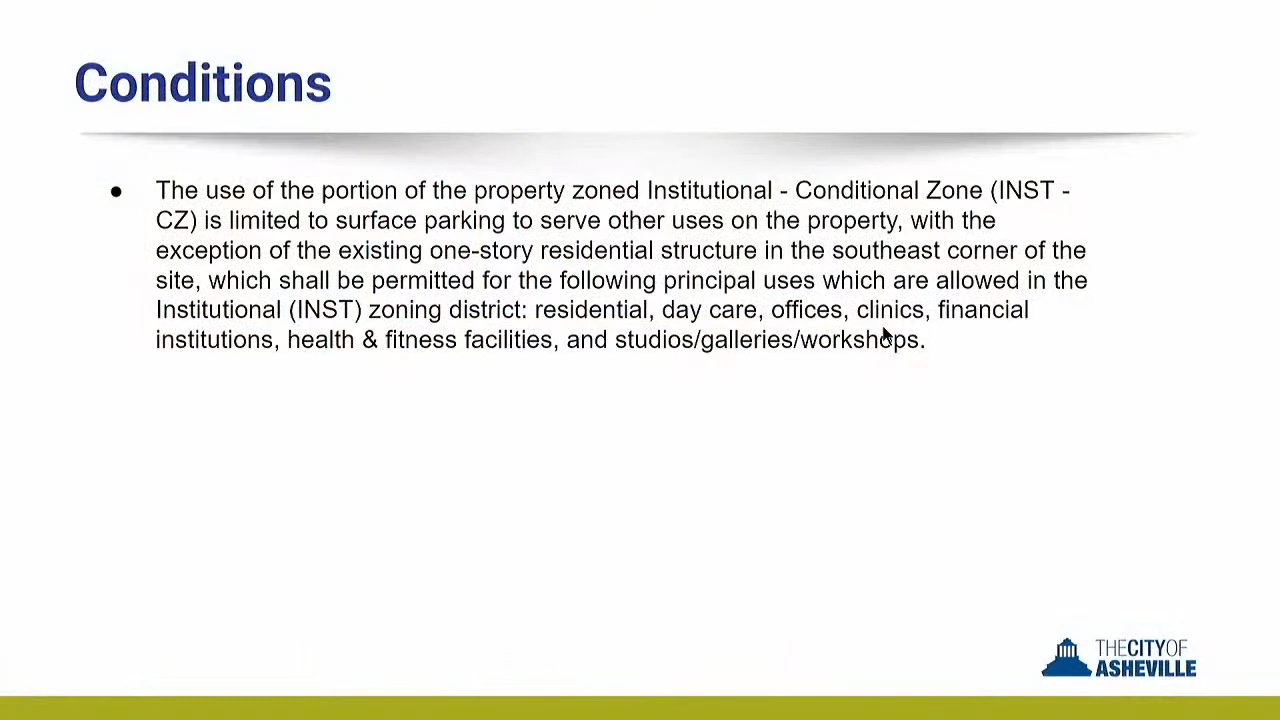 Conditions
● The use of the portion of the property zoned Institutional - Conditional Zone (INST -
CZ) is limited to surface parking to serve other uses on the property, with the
exception of the existing one-story residential structure in the southeast corner of the
site, which shall be permitted for the following principal uses which are allowed in the
Institutional (INST) zoning district: residential, day care, offices, clinics, financial
institutions, health & fitness facilities, and studios/galleries/workshops.
THECITYOF
ASHEVILLE